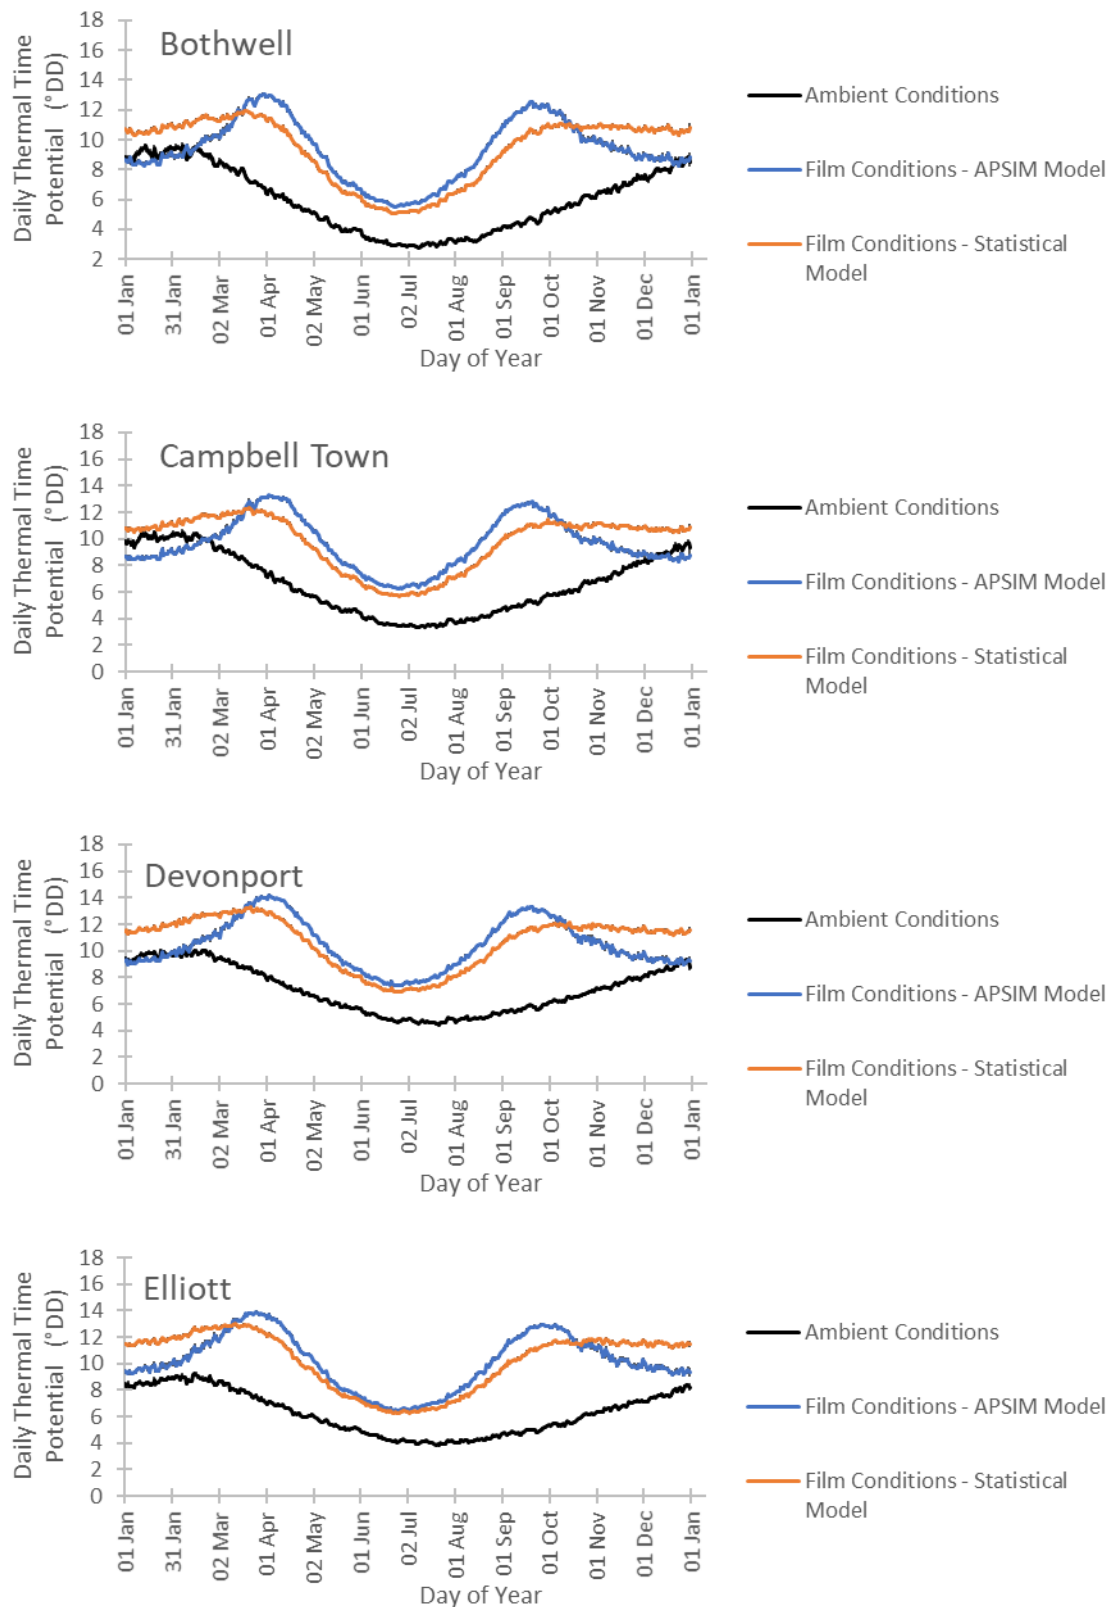 Bothwell
Daily Thermal Time
Potential (°DD)
18
16
14
12
10
8
6
4
2
01 Jan
31 Jan
02 Mar
01 Apr
02 May
01 Jun
02 Jul
01 Aug
01 Sep
01 Oct
01 Nov
01 Dec
01 Jan
Day of Year
Ambient Conditions
Film Conditions - APSIM Model
Film Conditions - Statistical
Model
Campbell Town
Daily Thermal Time
Potential (°DD)
18
16
14
12
10
8
6
4
2
0
01 Jan
31 Jan
02 Mar
01 Apr
02 May
01 Jun
02 Jul
01 Aug
01 Sep
01 Oct
01 Nov
01 Dec
01 Jan
Day of Year
Ambient Conditions
Film Conditions - APSIM Model
Film Conditions - Statistical
Model
Devonport
Daily Thermal Time
Potential (°DD)
18
16
14
12
10
8
6
4
2
0
01 Jan
31 Jan
02 Mar
01 Apr
02 May
01 Jun
02 Jul
01 Aug
01 Sep
01 Oct
01 Nov
01 Dec
01 Jan
Day of Year
Ambient Conditions
Film Conditions - APSIM Model
Film Conditions - Statistical
Model
Elliott
Daily Thermal Time
Potential (°DD)
18
16
14
12
10
8
6
4
2
0
01 Jan
31 Jan
02 Mar
01 Apr
02 May
01 Jun
02 Jul
01 Aug
01 Sep
01 Oct
01 Nov
01 Dec
01 Jan
Day of Year
Ambient Conditions
Film Conditions - APSIM Model
Film Conditions - Statistical
Model